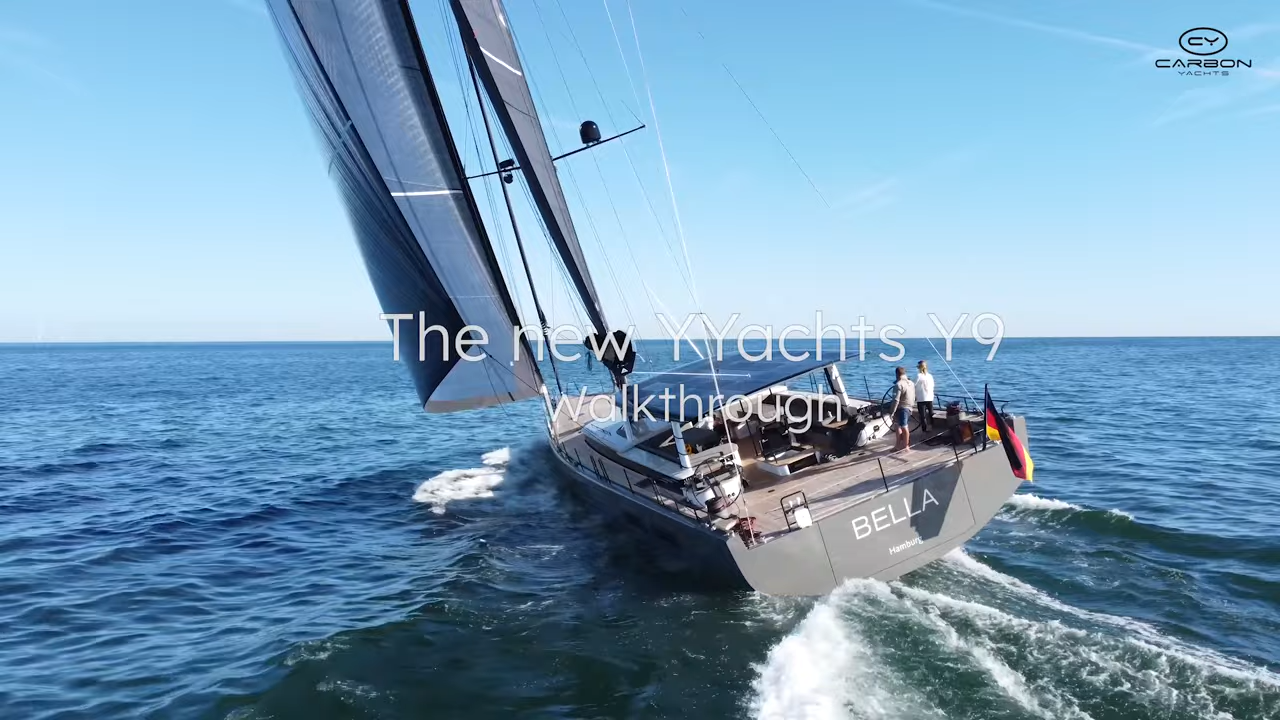 CY
CARBON
YACHTS
The new YYachts Y9
Walkthrough
BELLA
Hamburg